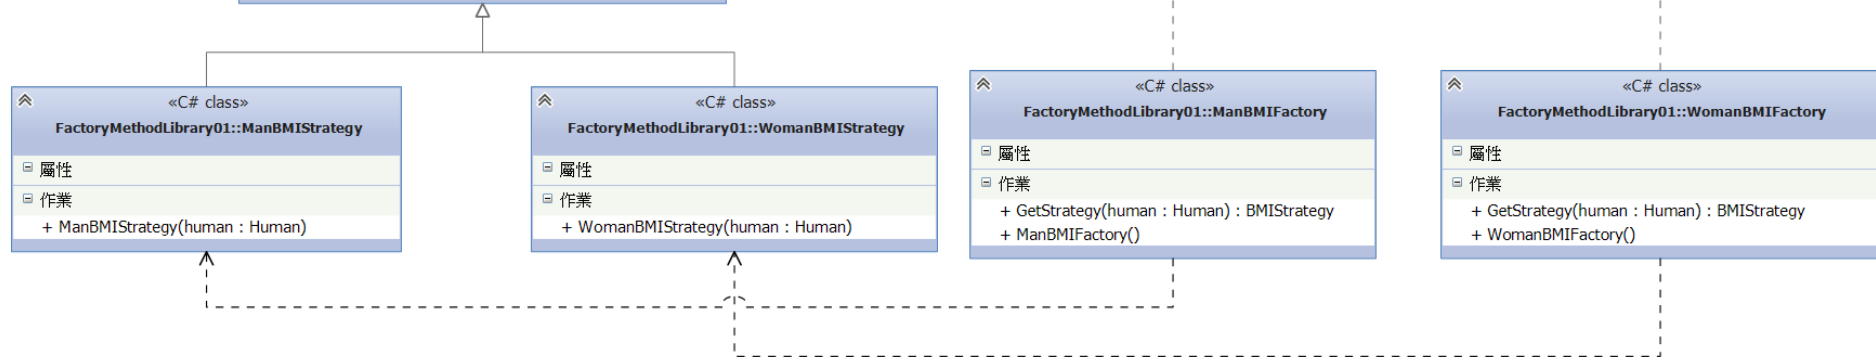 «C# class»
FactoryMethodLibrary01::ManBMIStrategy
屬性
作業
+ ManBMIStrategy(human : Human)
«C# class»
FactoryMethodLibrary01::WomanBMIStrategy
屬性
作業
+ WomanBMIStrategy(human : Human)
«C# class»
FactoryMethodLibrary01::ManBMIFactory
屬性
作業
+ GetStrategy(human : Human) : BMIStrategy
+ ManBMIFactory()
«C# class»
FactoryMethodLibrary01::WomanBMIFactory
屬性
作業
+ GetStrategy(human : Human) : BMIStrategy
+ WomanBMIFactory()